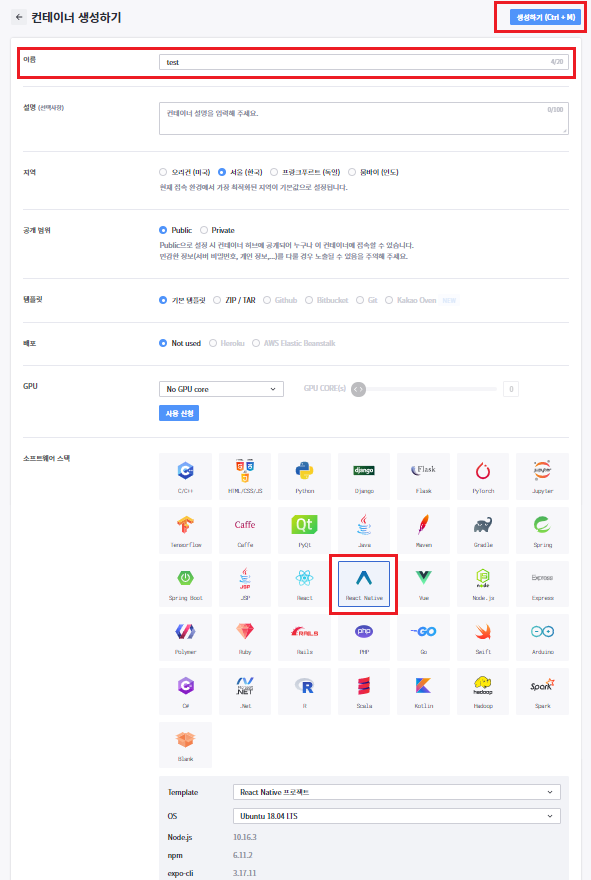 컨테이너 생성하기
생성하기 (Ctrl + M)
이름
test
4/20
설명 (선택사항)
컨테이너 설명을 입력해 주세요.
0/100
지역
오리건 (미국) 서울 (한국) 프랑크푸르트 (독일) 뭄바이 (인도)
현재 접속 환경에서 가장 최적화된 지역이 기본값으로 설정됩니다.
공개 범위
Public Private
Public으로 설정 시 컨테이너 허브에 공개되어 누구나 이 컨테이너에 접속할 수 있습니다.
민감한 정보(서버 비밀번호, 개인 정보,...)를 다룰 경우 노출될 수 있음을 주의해 주세요.
템플릿
기본 템플릿 ZIP / TAR Github Bitbucket Git Kakao Oven
배포
Not used Heroku AWS Elastic Beanstalk
GPU
No GPU core
GPU CORE(s)
0
사용 신청
소프트웨어 스택
C/C++ HTML/CSS/JS Python Django Flask PyTorch Jupyter
Tensorflow Caffe PyQt Java Maven Gradle Spring
Spring Boot JSP React React Native Vue Node.js Express
Polymer Ruby Rails PHP Go Swift Arduino
C# .Net R Scala Kotlin Hadoop Spark
Blank
Template
React Native 프로젝트
OS
Ubuntu 18.04 LTS
Node.js
10.16.3
npm
6.11.2
expo-cli
3.17.11